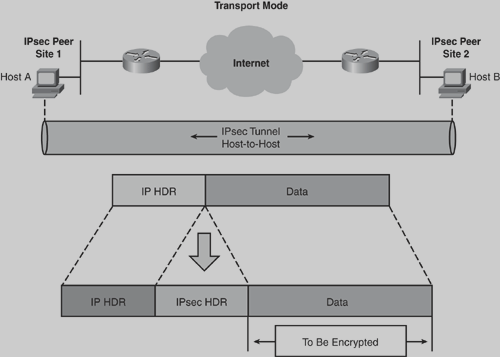 Transport Mode
IPsec Peer
Site 1
IPsec Peer
Site 2
Host A
Internet
Host B
IPsec Tunnel
Host-to-Host
IP HDR
Data
IP HDR
IPsec HDR
Data
To Be Encrypted